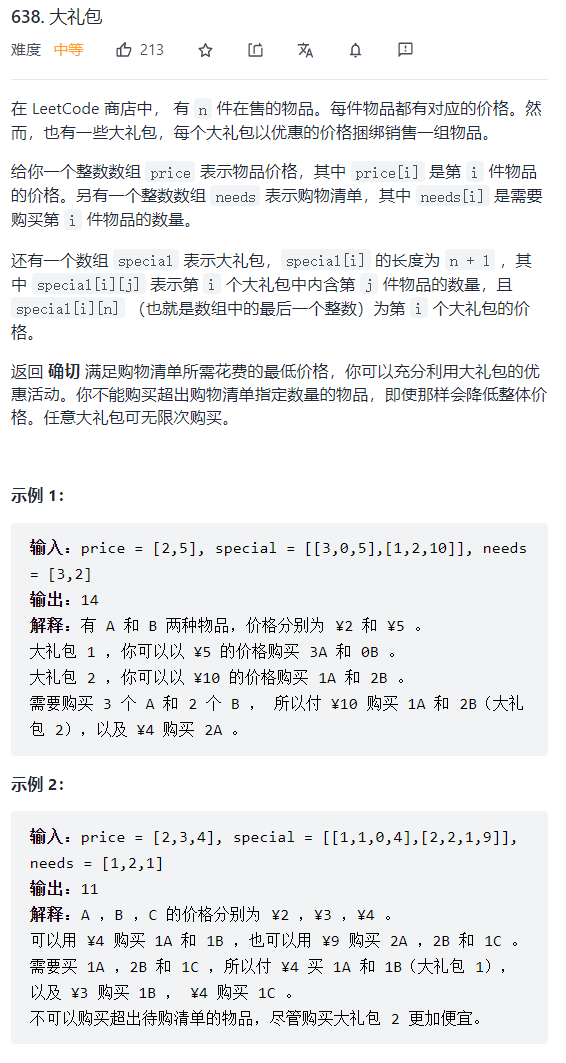 638. 大礼包
难度 中等 213
在 LeetCode 商店中， 有 n 件在售的物品。每件物品都有对应的价格。然
而，也有一些大礼包，每个大礼包以优惠的价格捆绑销售一组物品。
给你一个整数数组 price 表示物品价格，其中 price[i] 是第 i 件物品
的价格。另有一个整数数组 needs 表示购物清单，其中 needs[i] 是需要
购买第 i 件物品的数量。
还有一个数组 special 表示大礼包，special[i] 的长度为 n + 1 ，其
中 special[i][j] 表示第 i 个大礼包中内含第 j 件物品的数量，且
special[i][n] （也就是数组中的最后一个整数）为第 i 个大礼包的价
格。
返回 确切 满足购物清单所需花费的最低价格，你可以充分利用大礼包的优
惠活动。你不能购买超出购物清单指定数量的物品，即使那样会降低整体价
格。任意大礼包可无限次购买。
示例 1：
输入：price = [2,5], special = [[3,0,5],[1,2,10]], needs
= [3,2]
输出：14
解释：有 A 和 B 两种物品，价格分别为 ¥2 和 ¥5 。
大礼包 1 ，你可以以 ¥5 的价格购买 3A 和 0B 。
大礼包 2 ，你可以以 ¥10 的价格购买 1A 和 2B 。
需要购买 3 个 A 和 2 个 B ， 所以付 ¥10 购买 1A 和 2B（大礼
包 2），以及 ¥4 购买 2A 。
示例 2：
输入：price = [2,3,4], special = [[1,1,0,4],[2,2,1,9]],
needs = [1,2,1]
输出：11
解释：A ，B ，C 的价格分别为 ¥2 ，¥3 ，¥4 。
可以用 ¥4 购买 1A 和 1B ，也可以用 ¥9 购买 2A ，2B 和 1C 。
需要买 1A ，2B 和 1C ，所以付 ¥4 买 1A 和 1B（大礼包 1），
以及 ¥3 购买 1B ， ¥4 购买 1C 。
不可以购买超出待购清单的物品，尽管购买大礼包 2 更加便宜。